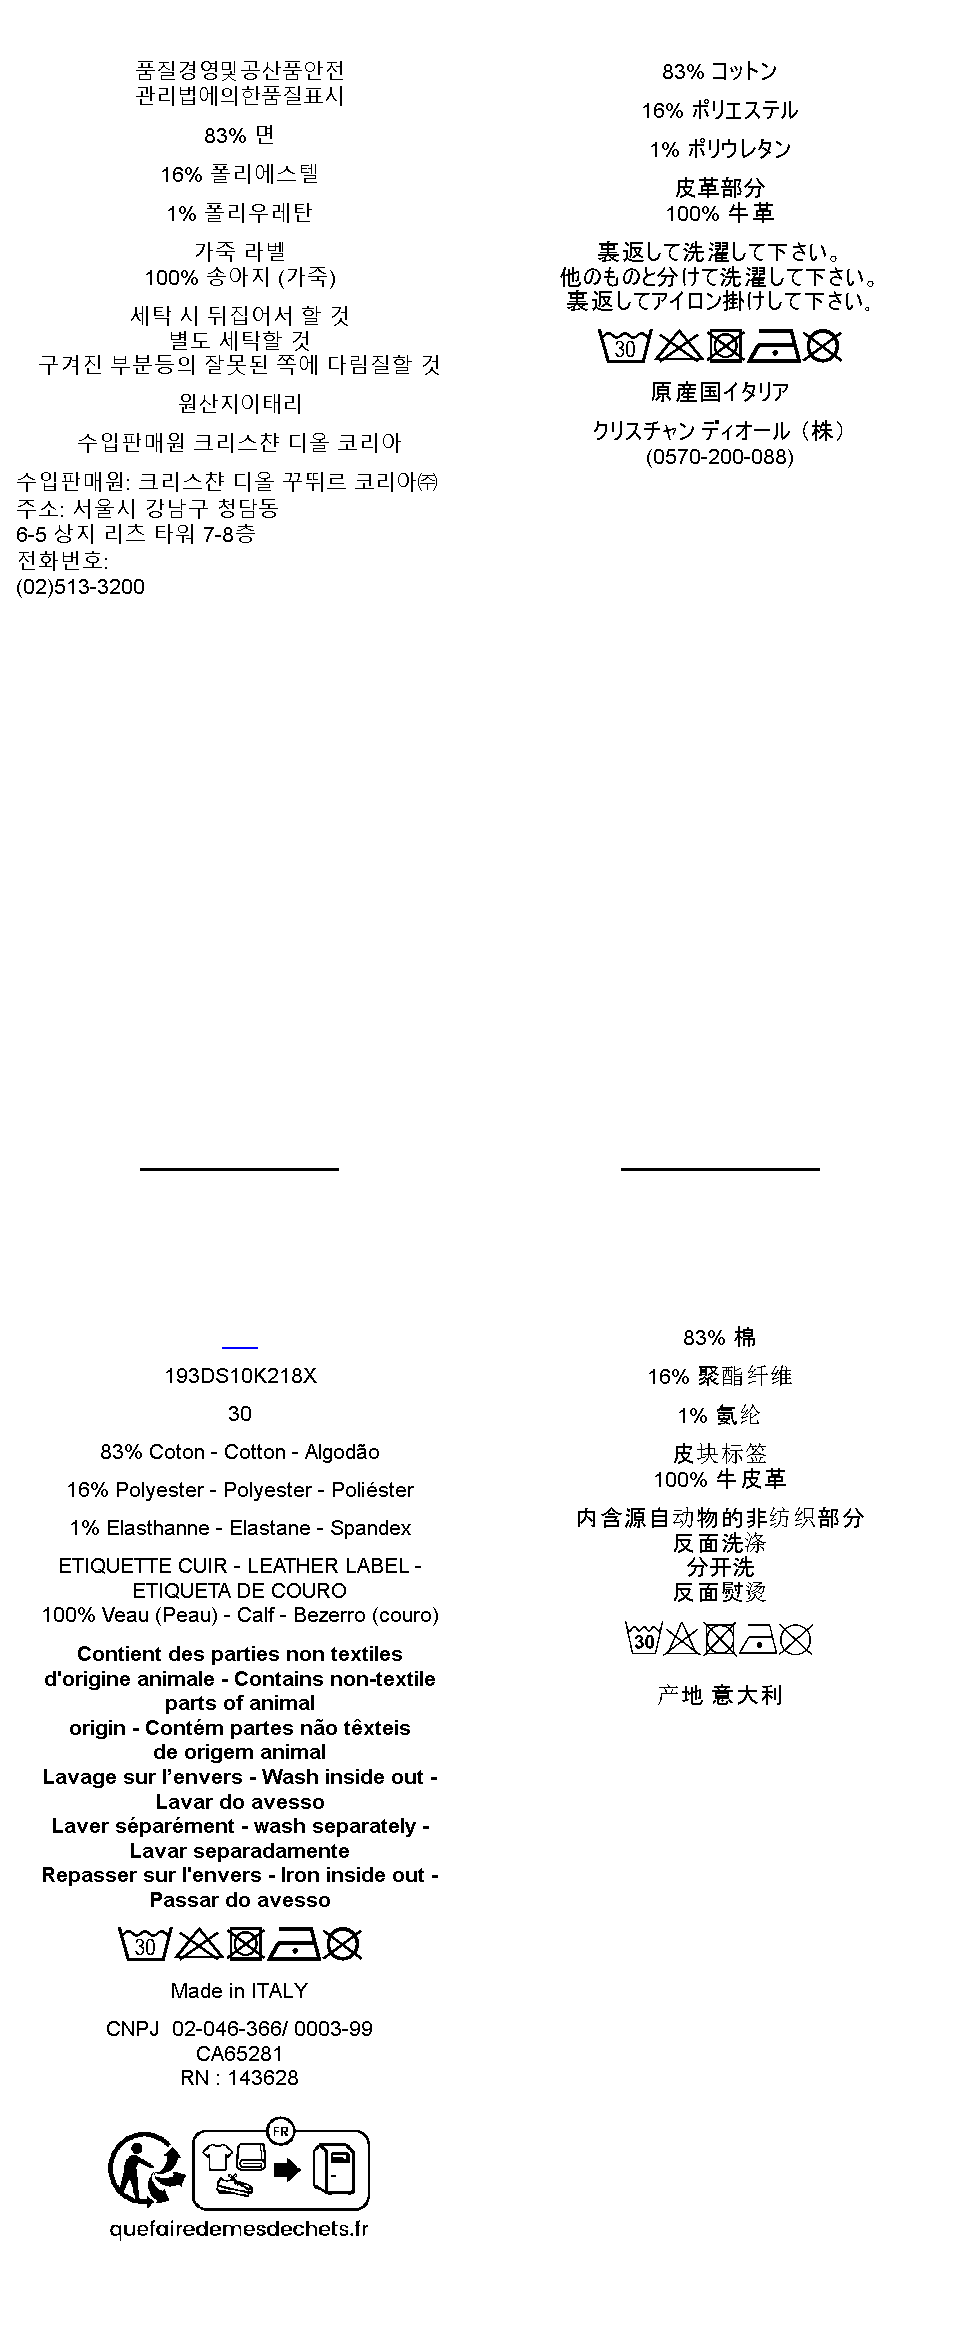 품질경영및공산품안전
관리법에의한품질표시
83% 면
16% 폴리에스텔
1% 폴리우레탄
가죽 라벨
100% 송아지 (가죽)
세탁 시 뒤집어서 할 것
별도 세탁할 것
구겨진 부분등의 잘못된 쪽에 다림질할 것
원산지이태리
수입판매원 크리스챤 디올 코리아
수입판매원: 크리스챤 디올 꾸뛰르 코리아㈜
주소: 서울시 강남구 청담동
6-5 상지 리츠 타워 7-8층
전화번호:
(02)513-3200
83% コットン
16% ポリエステル
1% ポリウレタン
皮革部分
100% 牛革
裏返して洗濯して下さい。
他のものと分けて洗濯して下さい。
裏返してアイロン掛けして下さい。
30
原産国イタリア
クリスチャン ディオール（株）
(0570-200-088)
193DS10K218X
30
83% Coton - Cotton - Algodão
16% Polyester - Polyester - Poliéster
1% Elasthanne - Elastane - Spandex
ETIQUETTE CUIR - LEATHER LABEL -
ETIQUETA DE COURO
100% Veau (Peau) - Calf - Bezerro (couro)
Contient des parties non textiles
d'origine animale - Contains non-textile
parts of animal
origin - Contém partes não têxteis
de origem animal
Lavage sur l’envers - Wash inside out -
Lavar do avesso
Laver séparément - wash separately -
Lavar separadamente
Repasser sur l'envers - Iron inside out -
Passar do avesso
30
Made in ITALY
CNPJ  02-046-366/ 0003-99
CA65281
RN : 143628
FR
quefairedemesdechets.fr
83% 棉
16% 聚酯纤维
1% 氨纶
皮块标签
100% 牛皮革
内含源自动物的非纺织部分
反面洗涤
分开洗
反面熨烫
30
产地 意大利